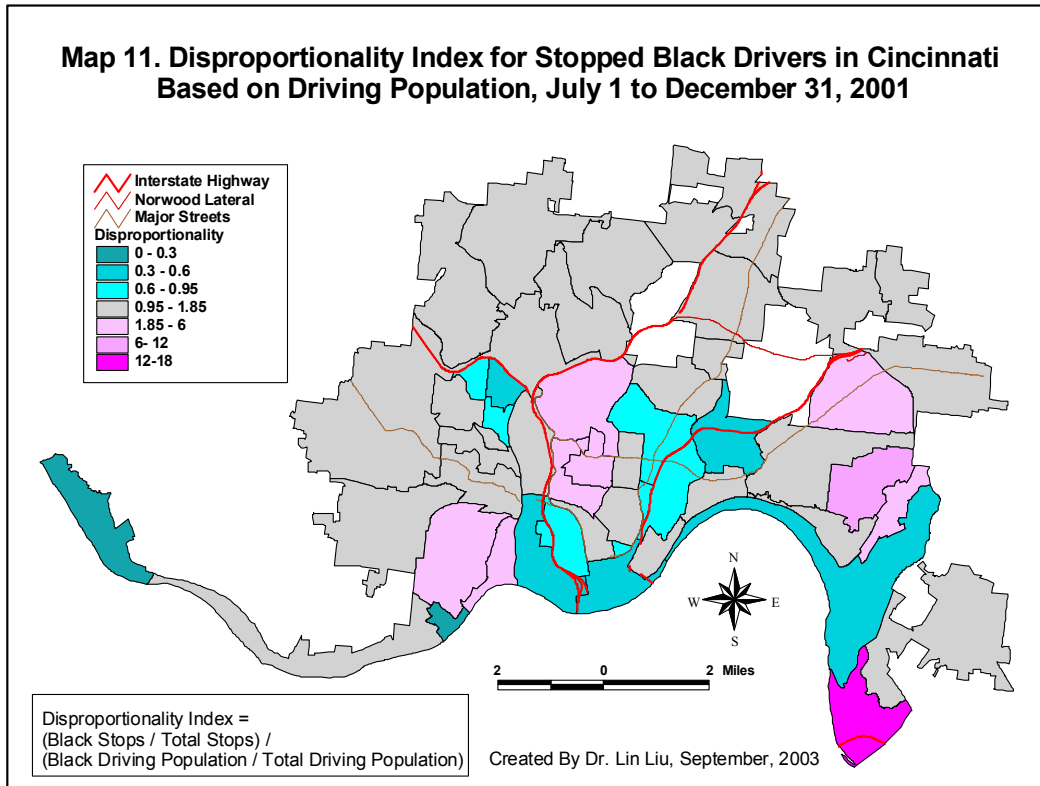 Map 11. Disproportionality Index for Stopped Black Drivers in Cincinnati
Based on Driving Population, July 1 to December 31, 2001
Interstate Highway
Norwood Lateral
Major Streets
Disproportionality
0 - 0.3
0.3 - 0.6
0.6 - 0.95
0.95 - 1.85
1.85 - 6
6- 12
12-18
N
W E
S
2 0 2 Miles
Disproportionality Index =
(Black Stops / Total Stops) /
(Black Driving Population / Total Driving Population)
Created By Dr. Lin Liu, September, 2003